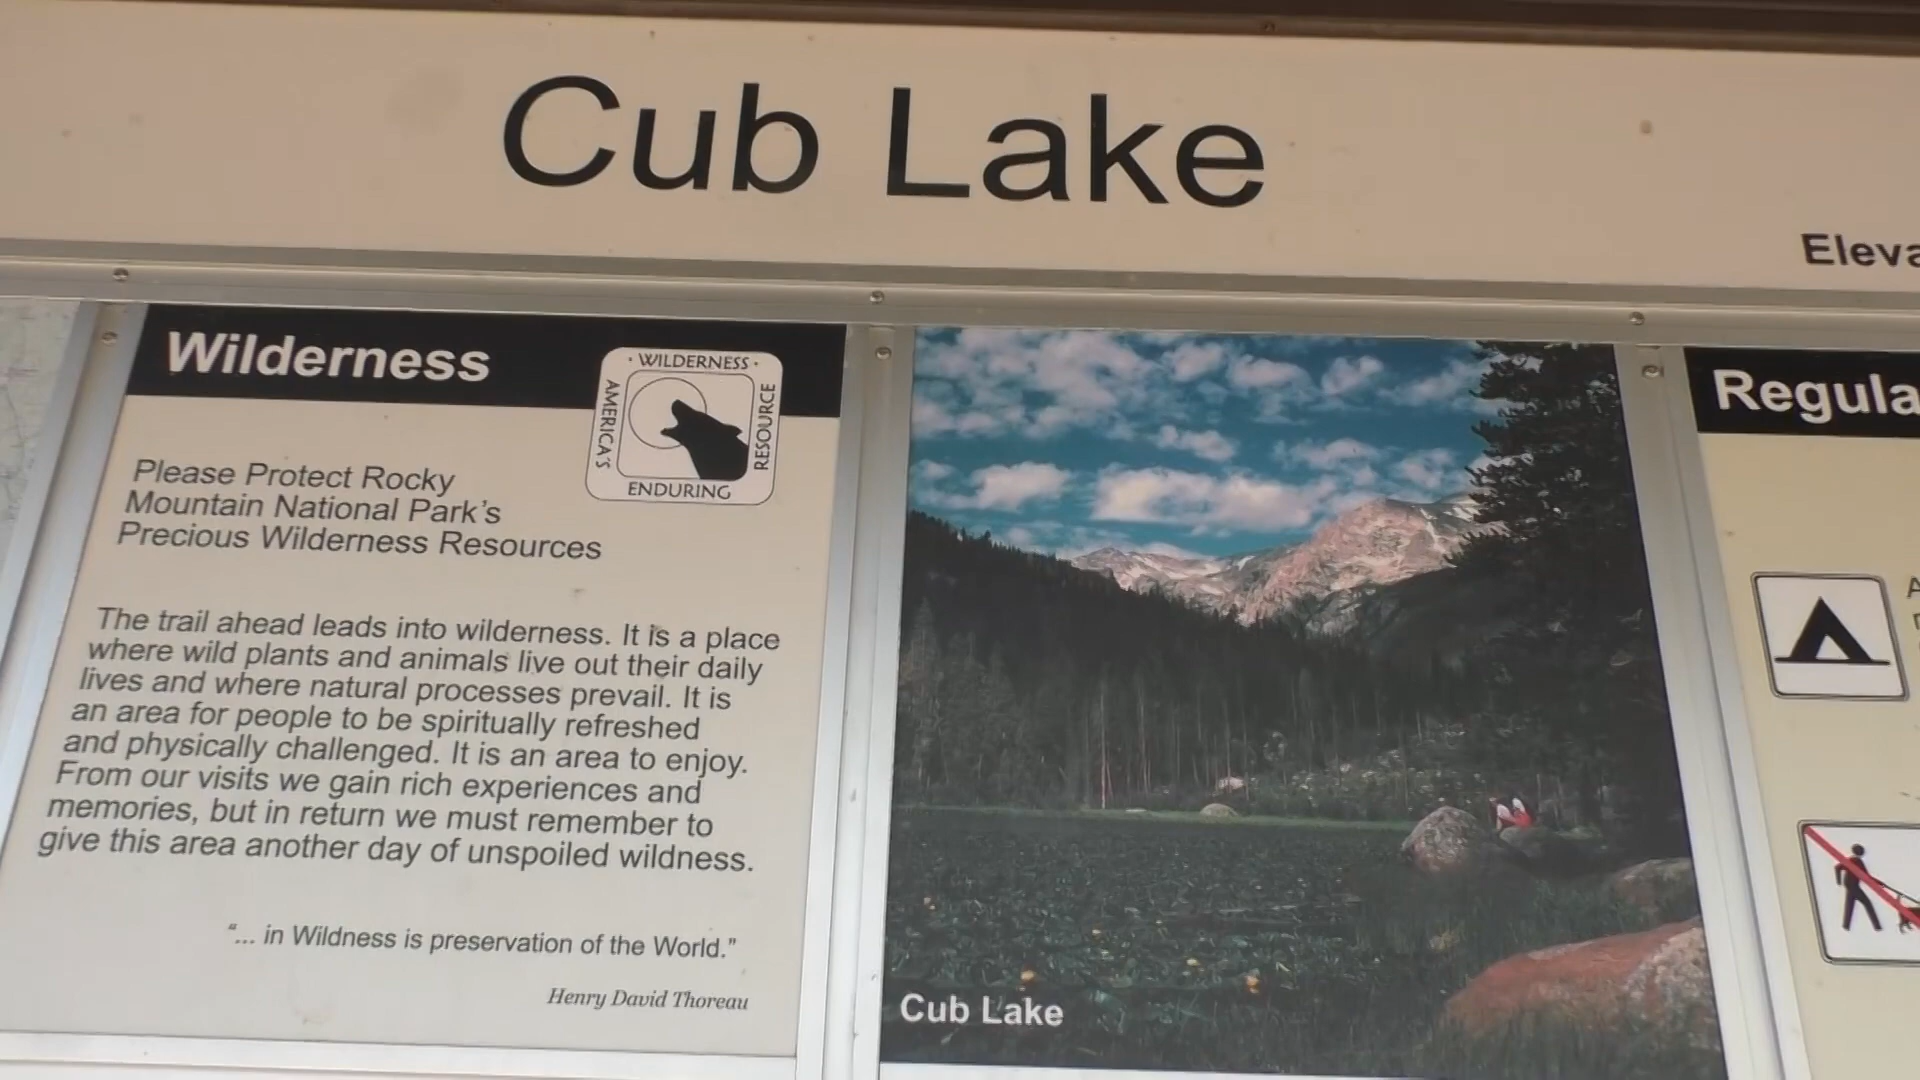 Cub Lake
Wilderness
· WILDERNESS ·
AMERICA'S
RESOURCE
ENDURING
Please Protect Rocky
Mountain National Park's
Precious Wilderness Resources
The trail ahead leads into wilderness. It is a place
where wild plants and animals live out their daily
lives and where natural processes prevail. It is
an area for people to be spiritually refreshed
and physically challenged. It is an area to enjoy.
From our visits we gain rich experiences and
memories, but in return we must remember to
give this area another day of unspoiled wildness.
"... in Wildness is preservation of the World."
Henry David Thoreau
Cub Lake